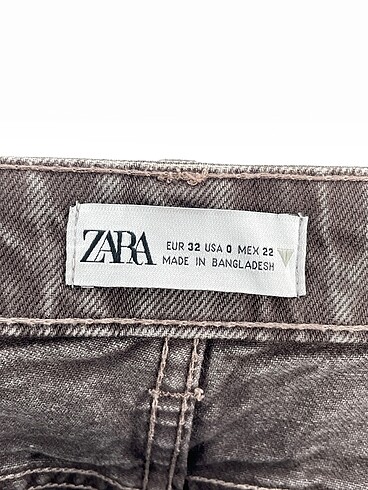 ZARA
EUR 32 USA 0 MEX 22
MADE IN BANGLADESH